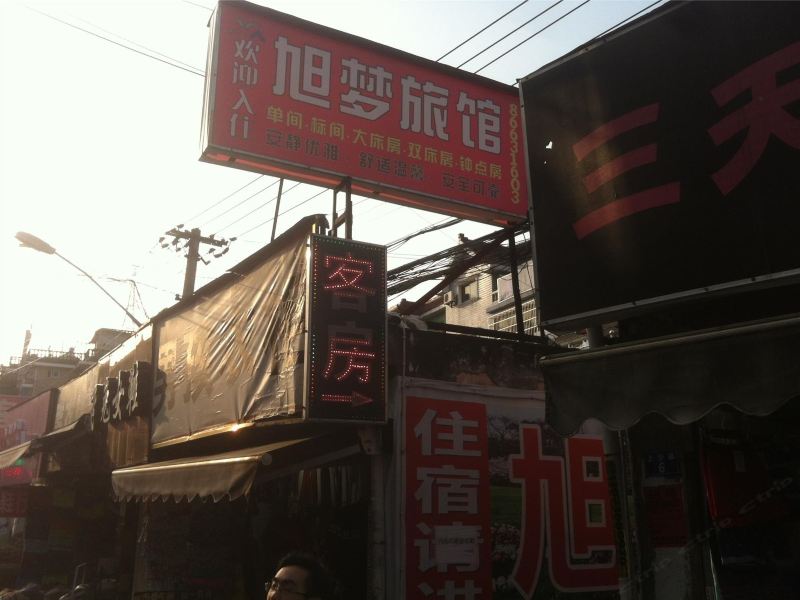 欢迎入住
旭梦旅馆
单间·标间·大床房·双床房·钟点房
安静优雅·舒适温馨·安全可靠
86631603
三天
客房
住宿请进
旭
6